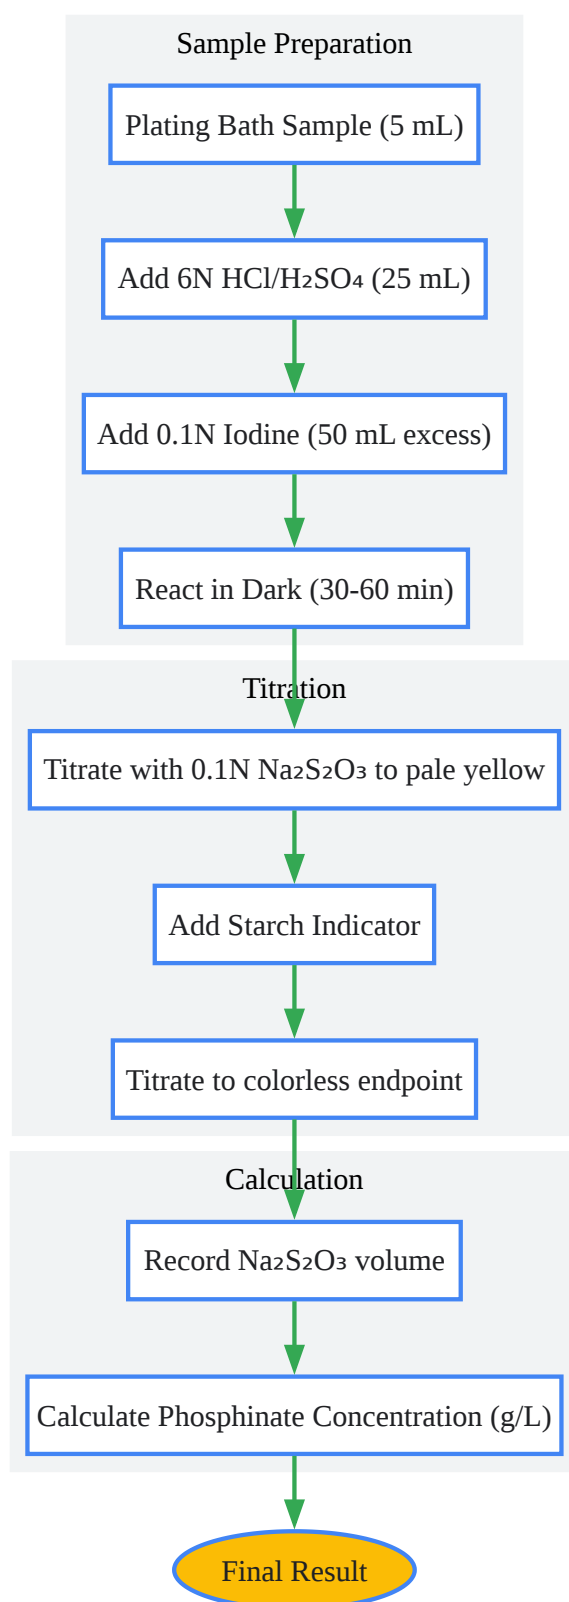 Sample Preparation
Plating Bath Sample (5 mL)
Add 6N HCl/H₂SO₄ (25 mL)
Add 0.1N Iodine (50 mL excess)
React in Dark (30-60 min)
Titration
Titrate with 0.1N Na₂S₂O₃ to pale yellow
Add Starch Indicator
Titrate to colorless endpoint
Calculation
Record Na₂S₂O₃ volume
Calculate Phosphinate Concentration (g/L)
Final Result